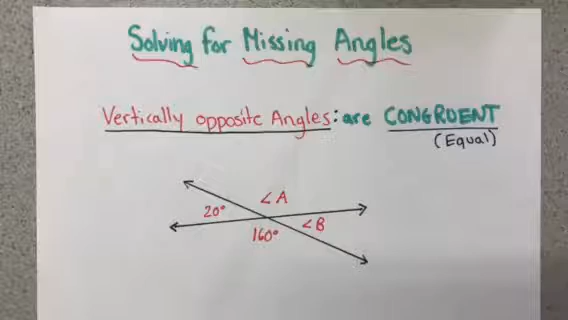 Solving for Missing Angles
Vertically opposite Angles: are CONGRUENT
(Equal)
∠A
20°
∠B
160°